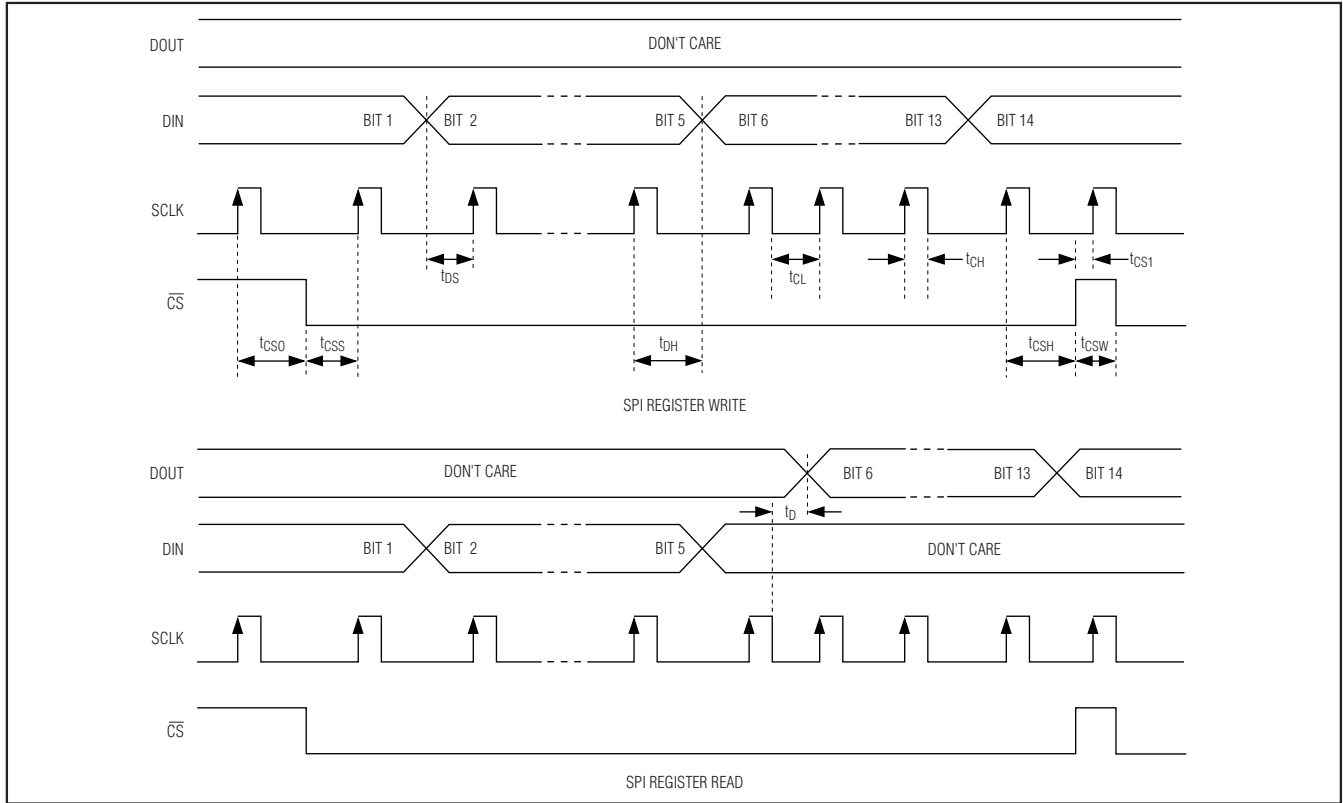 DOUT DON'T CARE
DIN BIT 1 BIT 2 BIT 5 BIT 6 BIT 13 BIT 14
SCLK
tDS tCL tCH tCS1
CS
tCSO tCSS tDH tCSH tCSW
SPI REGISTER WRITE
DOUT DON'T CARE BIT 6 BIT 13 BIT 14
tD
DIN BIT 1 BIT 2 BIT 5 DON'T CARE
SCLK
CS
SPI REGISTER READ